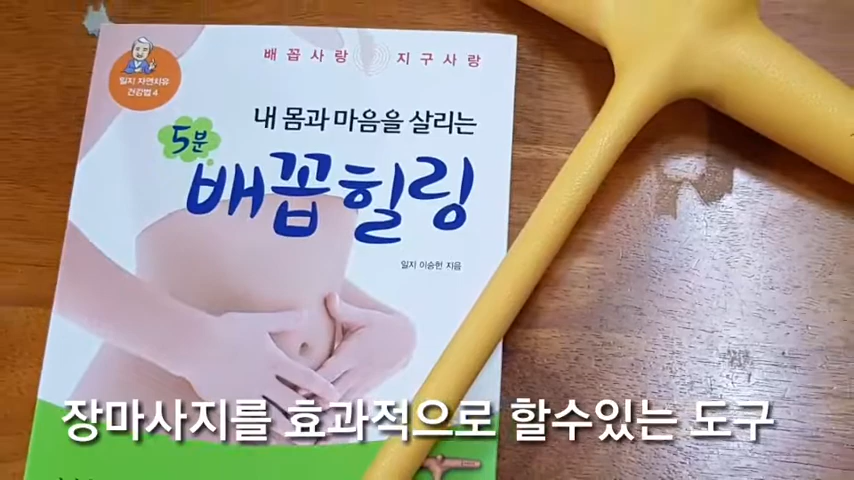 배꼽사랑 지구사랑
일지 자연치유
건강법 4
내 몸과 마음을 살리는
5분
배꼽힐링
일지 이승헌 지음
장마사지를 효과적으로 할수있는 도구